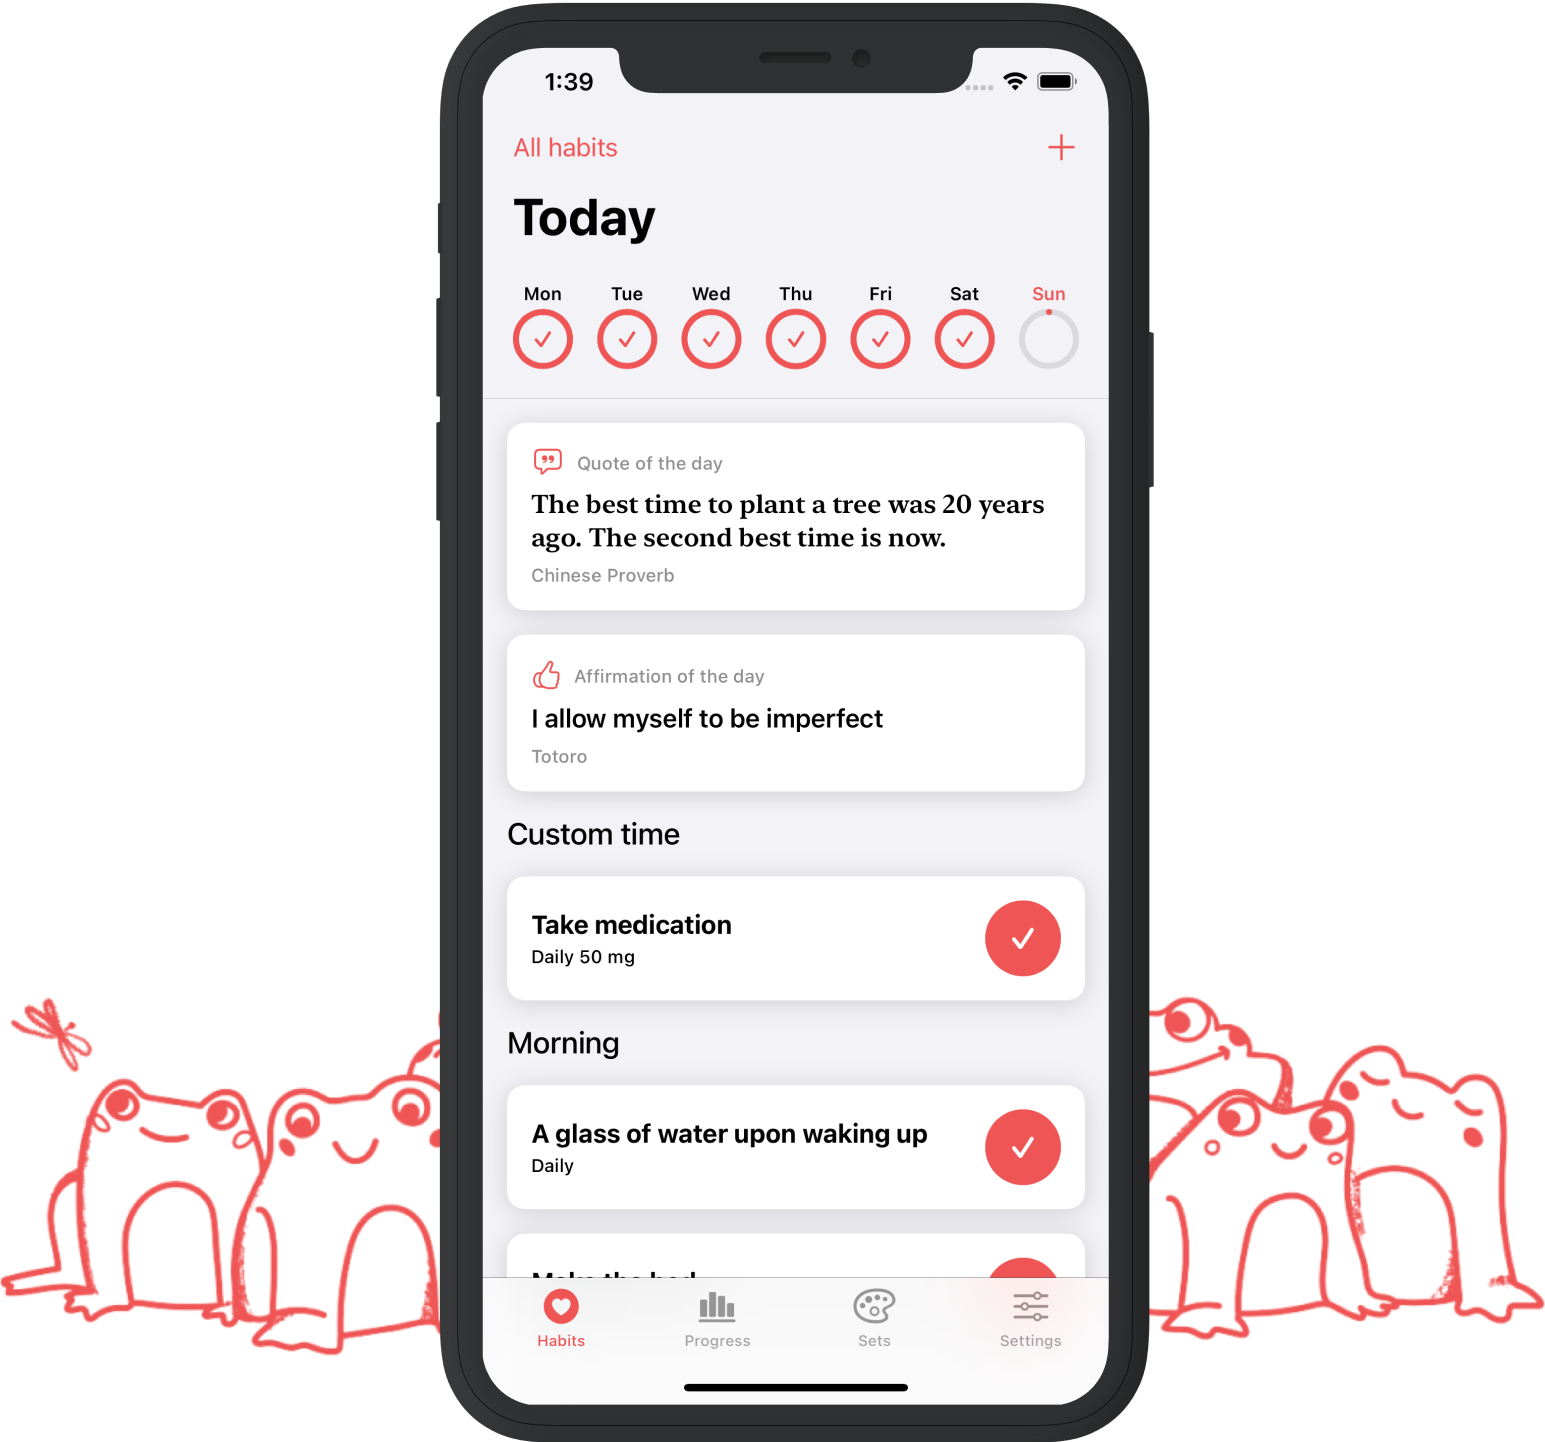 1:39
All habits
Today
Mon Tue Wed Thu Fri Sat Sun
Quote of the day
The best time to plant a tree was 20 years
ago. The second best time is now.
Chinese Proverb
Affirmation of the day
I allow myself to be imperfect
Totoro
Custom time
Take medication
Daily 50 mg
Morning
A glass of water upon waking up
Daily
Make the bed
Habits Progress Sets Settings